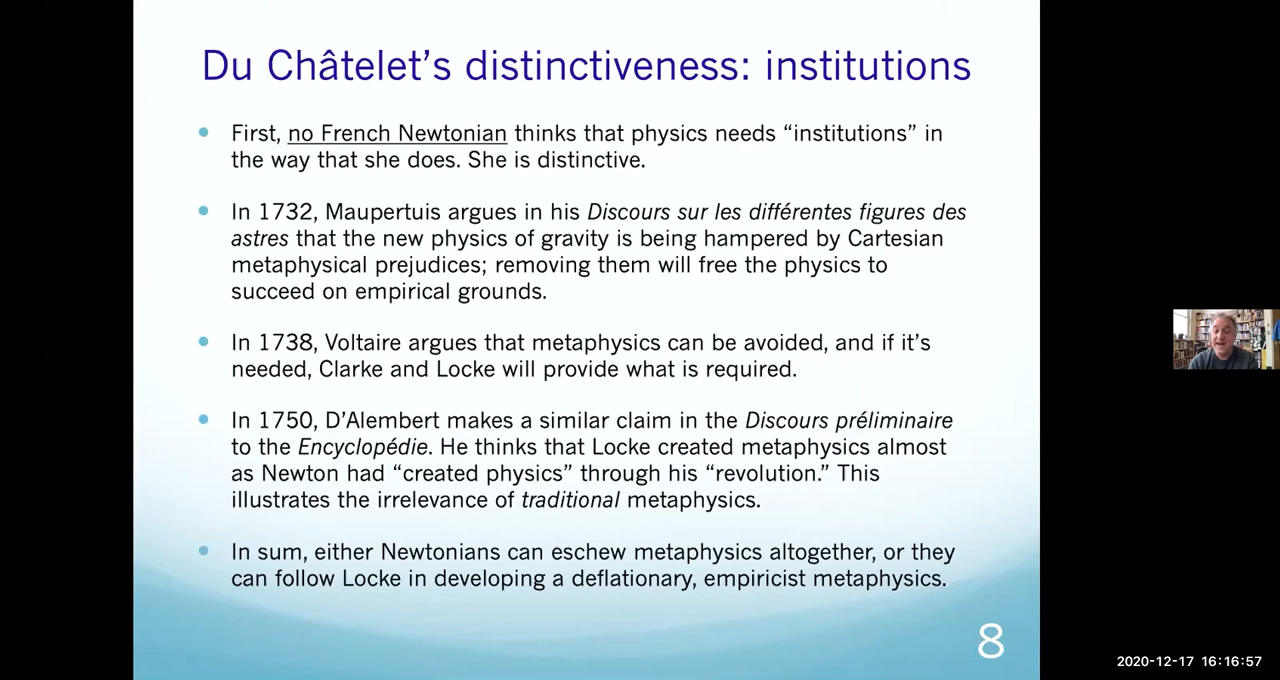 Du Châtelet’s distinctiveness: institutions
• First, no French Newtonian thinks that physics needs “institutions” in
the way that she does. She is distinctive.
• In 1732, Maupertuis argues in his Discours sur les différentes figures des
astres that the new physics of gravity is being hampered by Cartesian
metaphysical prejudices; removing them will free the physics to
succeed on empirical grounds.
• In 1738, Voltaire argues that metaphysics can be avoided, and if it’s
needed, Clarke and Locke will provide what is required.
• In 1750, D’Alembert makes a similar claim in the Discours préliminaire
to the Encyclopédie. He thinks that Locke created metaphysics almost
as Newton had “created physics” through his “revolution.” This
illustrates the irrelevance of traditional metaphysics.
• In sum, either Newtonians can eschew metaphysics altogether, or they
can follow Locke in developing a deflationary, empiricist metaphysics.
8
2020-12-17 16:16:57